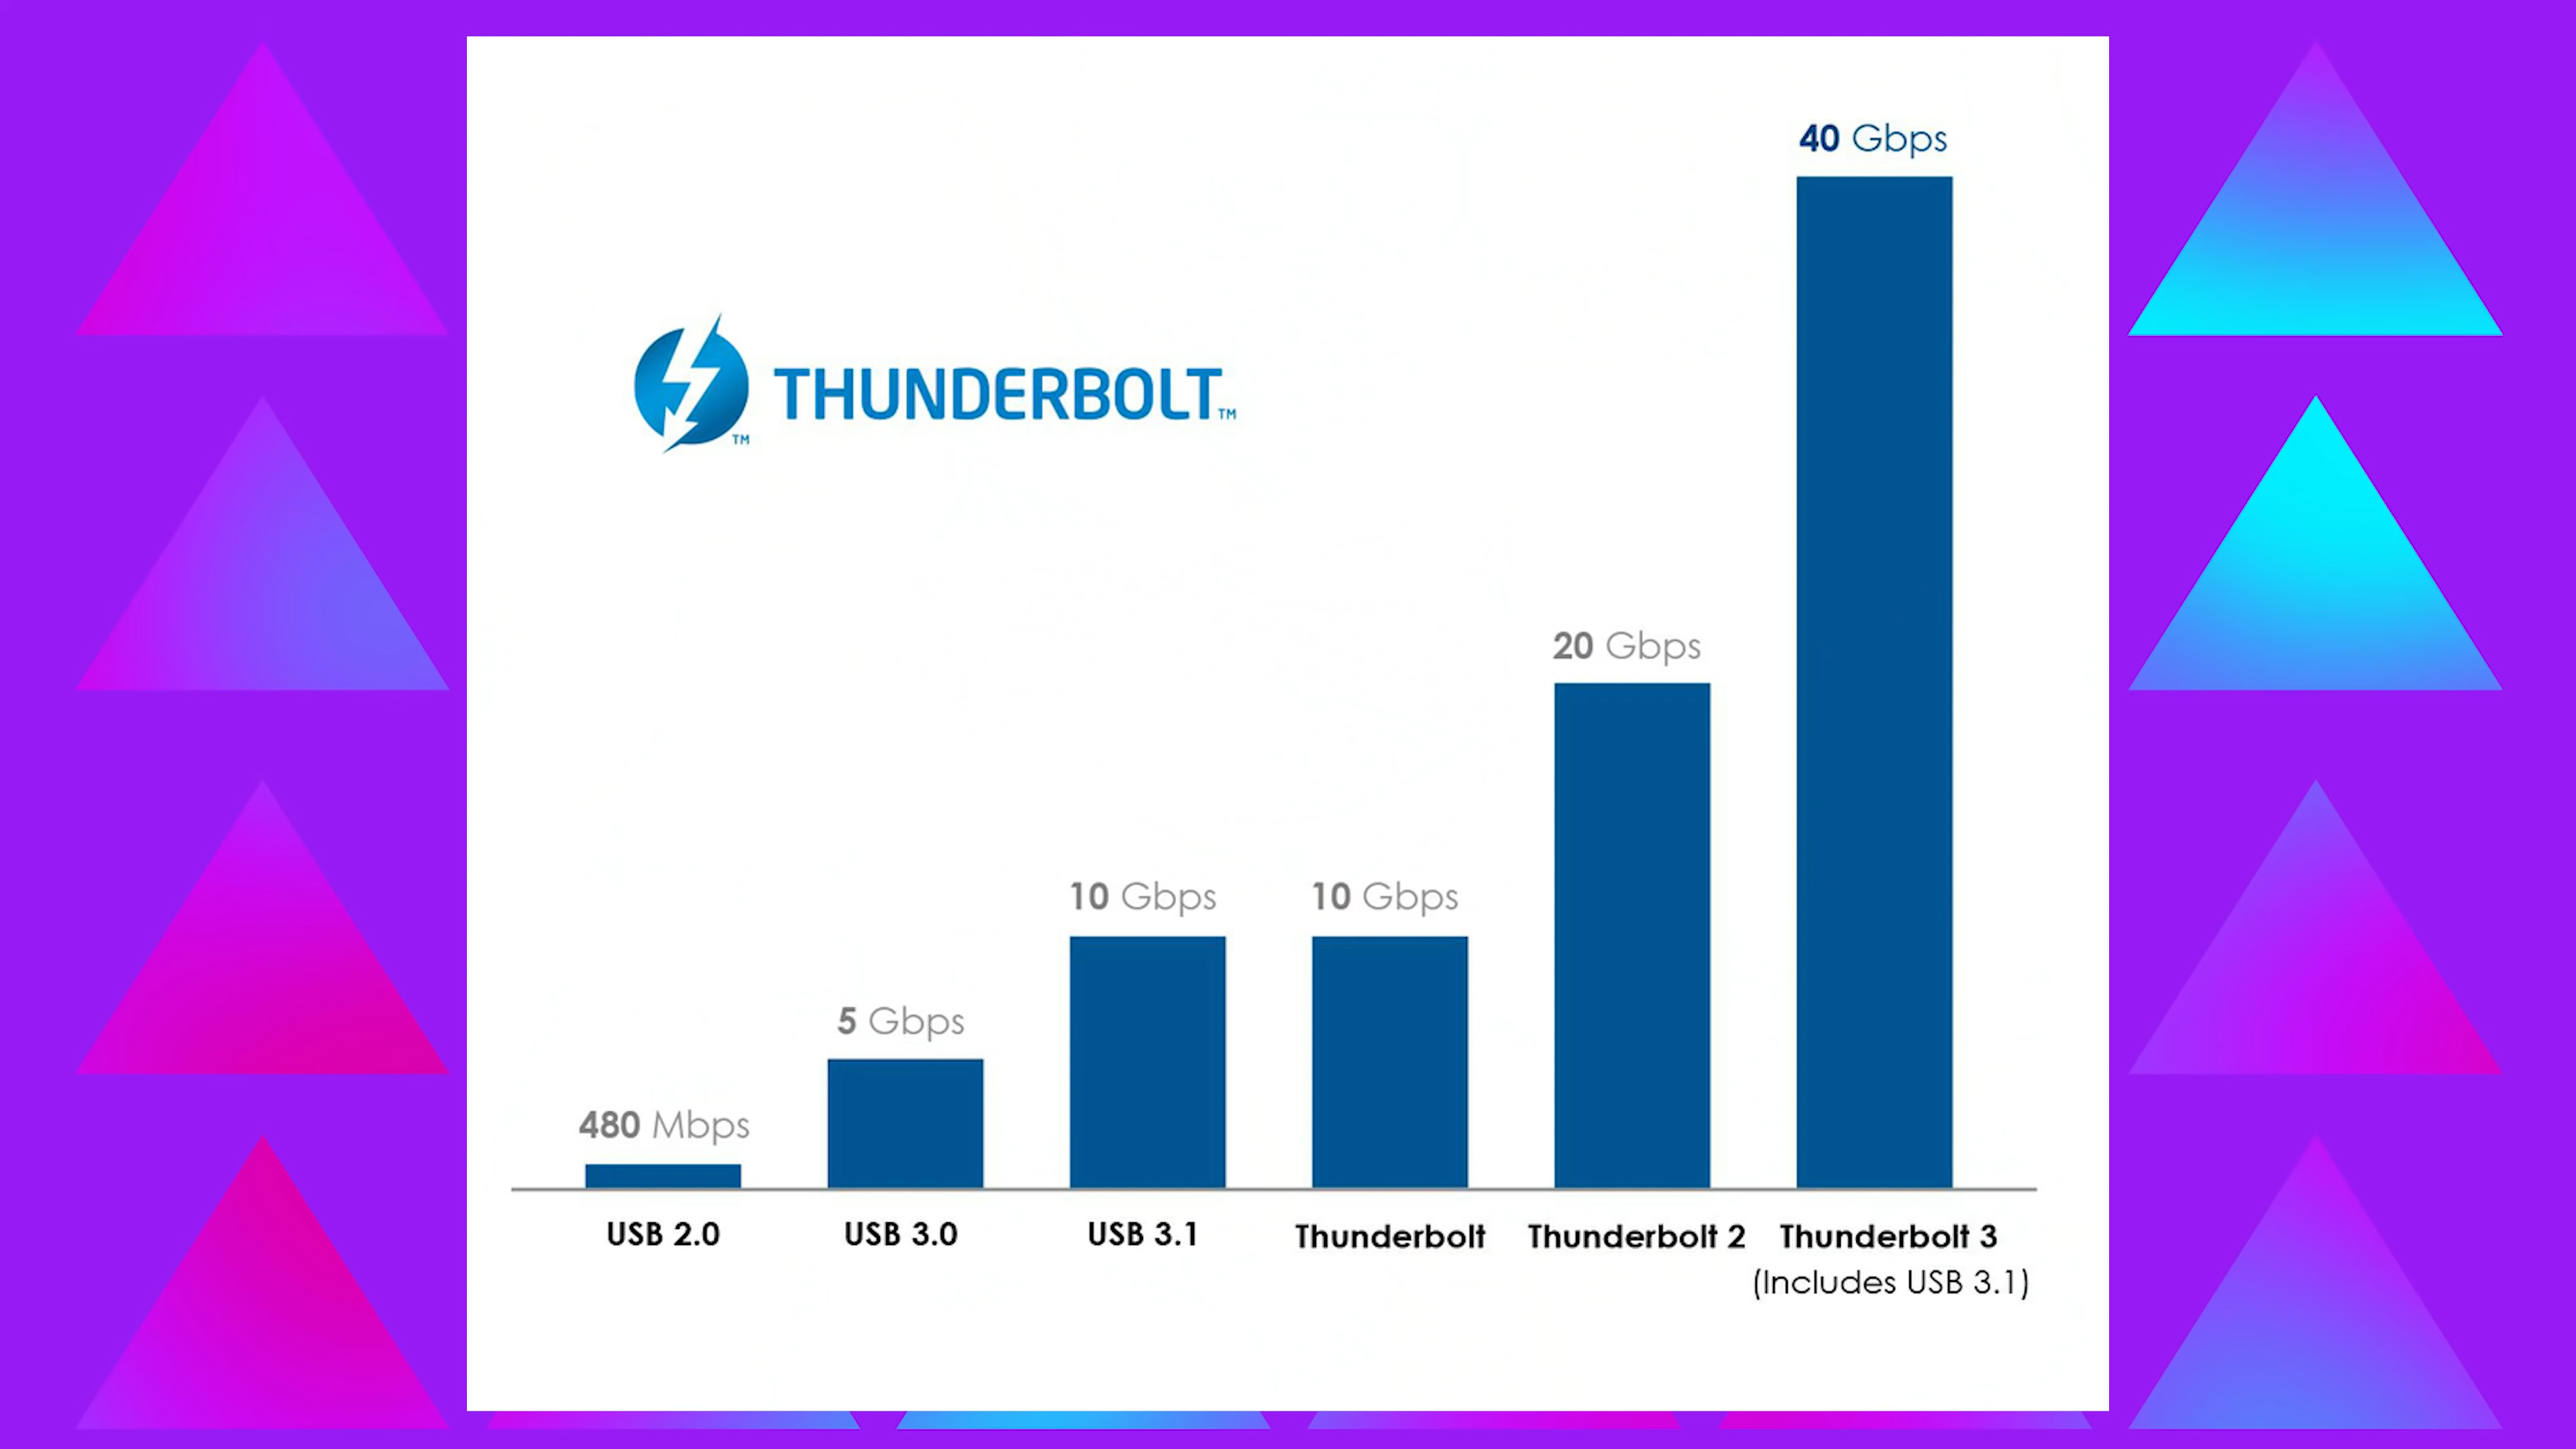 40 Gbps
™ THUNDERBOLT™
20 Gbps
10 Gbps 10 Gbps
5 Gbps
480 Mbps
USB 2.0 USB 3.0 USB 3.1 Thunderbolt Thunderbolt 2 Thunderbolt 3
(Includes USB 3.1)